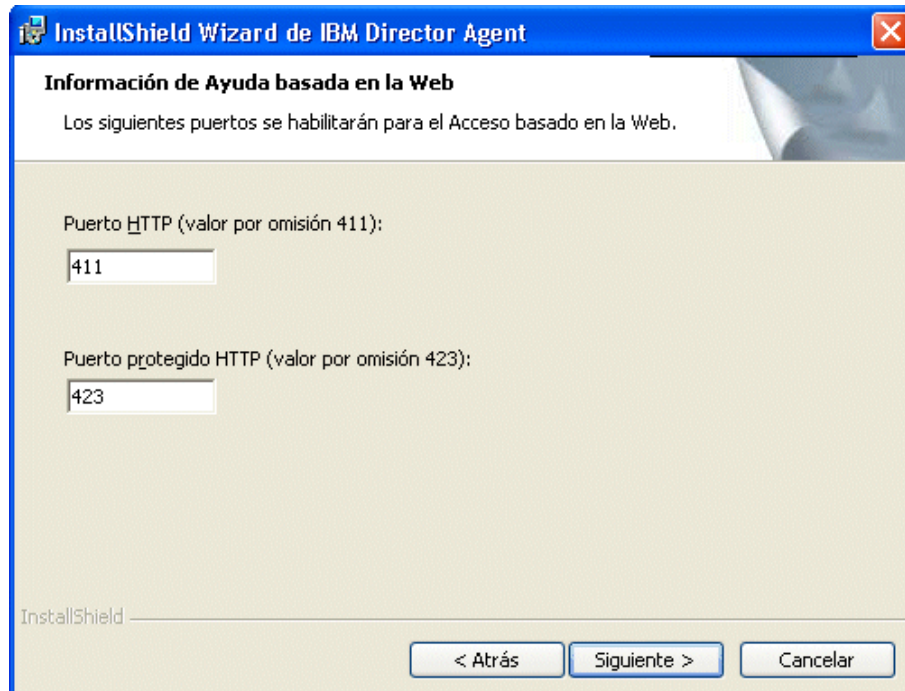 InstallShield Wizard de IBM Director Agent
Información de Ayuda basada en la Web
Los siguientes puertos se habilitarán para el Acceso basado en la Web.
Puerto HTTP (valor por omisión 411):
411
Puerto protegido HTTP (valor por omisión 423):
423
InstallShield
< Atrás
Siguiente >
Cancelar